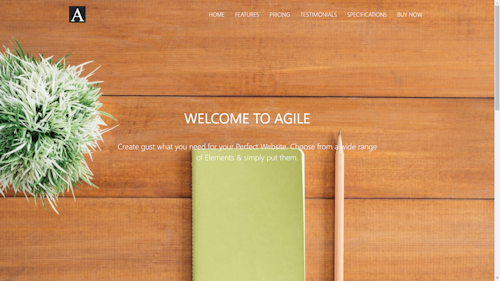 A
HOME FEATURES PRICING TESTIMONIALS SPECIFICATIONS BUY NOW
WELCOME TO AGILE
Create gust what you need for your Perfect Website. Choose from a wide range
of Elements & simply put them.